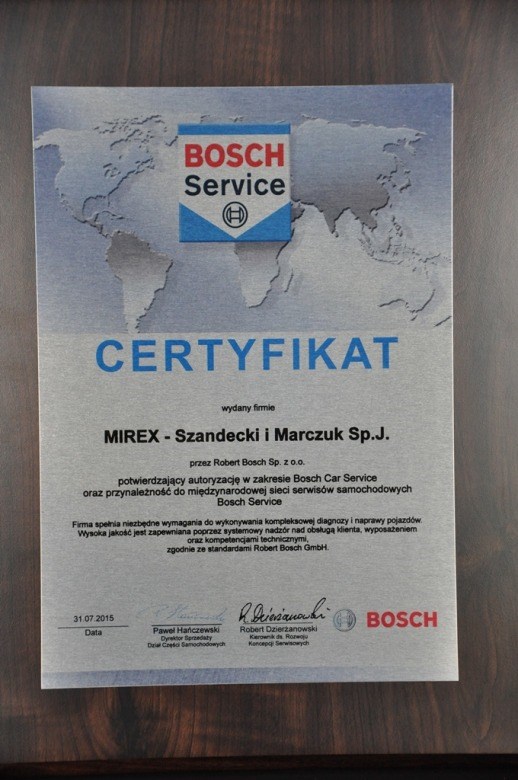 BOSCH
Service
CERTYFIKAT
wydany firmie
MIREX - Szandecki i Marczuk Sp.J.
przez Robert Bosch Sp. z o.o.
potwierdzający autoryzację w zakresie Bosch Car Service
oraz przynależność do międzynarodowej sieci serwisów samochodowych
Bosch Service
Firma spełnia niezbędne wymagania do wykonywania kompleksowej diagnozy i naprawy pojazdów.
Wysoka jakość jest zapewniana poprzez systemowy nadzór nad obsługą klienta, wyposażeniem
oraz kompetencjami technicznymi,
zgodnie ze standardami Robert Bosch GmbH.
31.07.2015
Data
R. Dzierżanowski
Paweł Hańczewski
Dyrektor Sprzedaży
Dział Części Samochodowych
Robert Dzierżanowski
Kierownik ds. Rozwoju
Koncepcji Serwisowych
BOSCH